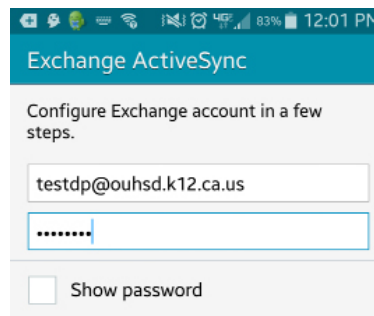 83% 12:01 PM
Exchange ActiveSync
Configure Exchange account in a few
steps.
testdp@ouhsd.k12.ca.us
••••••••
Show password